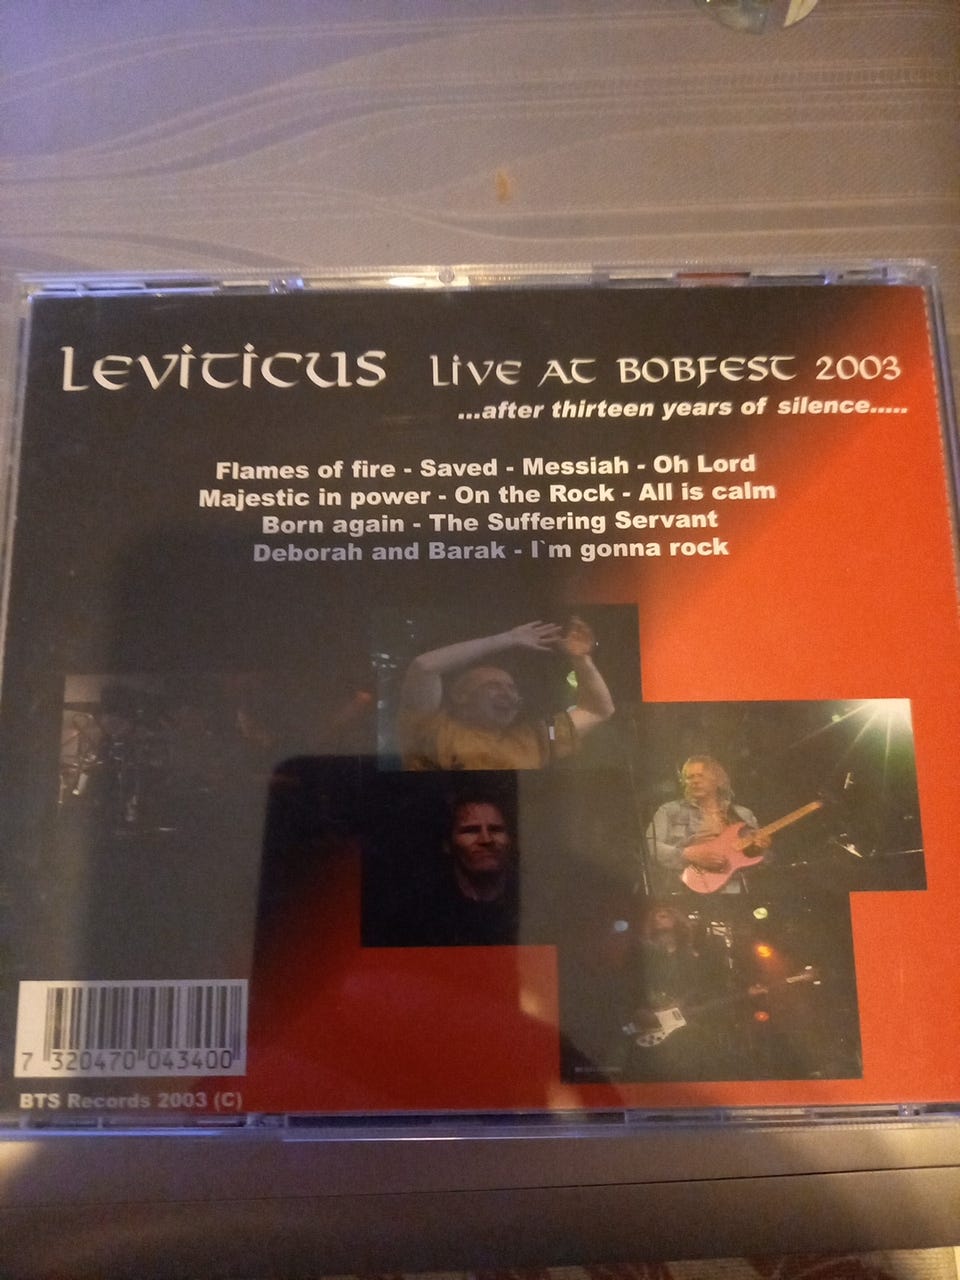 Leviticus Live at Bobfest 2003
...after thirteen years of silence.....
Flames of fire - Saved - Messiah - Oh Lord
Majestic in power - On the Rock - All is calm
Born again - The Suffering Servant
Deborah and Barak - I`m gonna rock
7 320470 043400
BTS Records 2003 (C)